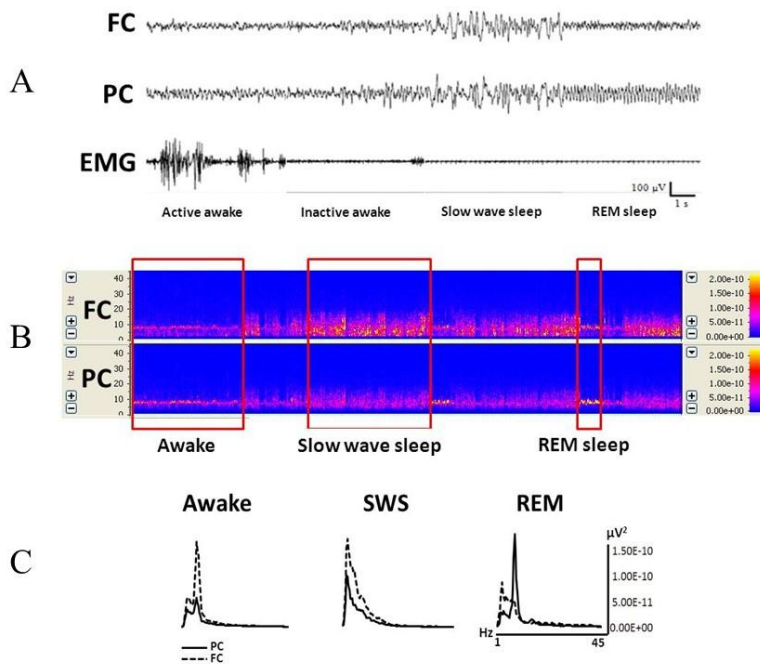 A
FC
PC
EMG
100 µV
1 s
Active awake
Inactive awake
Slow wave sleep
REM sleep
B
FC
Hz
40
30
20
10
0
2.00e-10
1.50e-10
1.00e-10
5.00e-11
0.00e+00
PC
Hz
40
30
20
10
0
2.00e-10
1.50e-10
1.00e-10
5.00e-11
0.00e+00
Awake
Slow wave sleep
REM sleep
C
Awake
SWS
REM
µV²
1.50E-10
1.00E-10
5.00E-11
0.00E+00
Hz
1
45
PC
FC